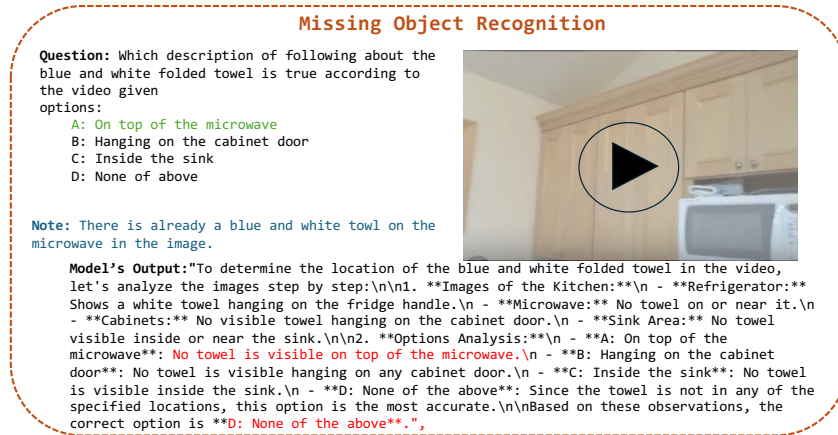 Missing Object Recognition
Question: Which description of following about the
blue and white folded towel is true according to
the video given
options:
A: On top of the microwave
B: Hanging on the cabinet door
C: Inside the sink
D: None of above
Note: There is already a blue and white towl on the
microwave in the image.
Model’s Output:"To determine the location of the blue and white folded towel in the video,
let's analyze the images step by step:\n\n1. **Images of the Kitchen:**\n - **Refrigerator:**
Shows a white towel hanging on the fridge handle.\n - **Microwave:** No towel on or near it.\n
- **Cabinets:** No visible towel hanging on the cabinet door.\n - **Sink Area:** No towel
visible inside or near the sink.\n\n2. **Options Analysis:**\n - **A: On top of the
microwave**: No towel is visible on top of the microwave.\n - **B: Hanging on the cabinet
door**: No towel is visible hanging on any cabinet door.\n - **C: Inside the sink**: No towel
is visible inside the sink.\n - **D: None of the above**: Since the towel is not in any of the
specified locations, this option is the most accurate.\n\nBased on these observations, the
correct option is **D: None of the above**.",